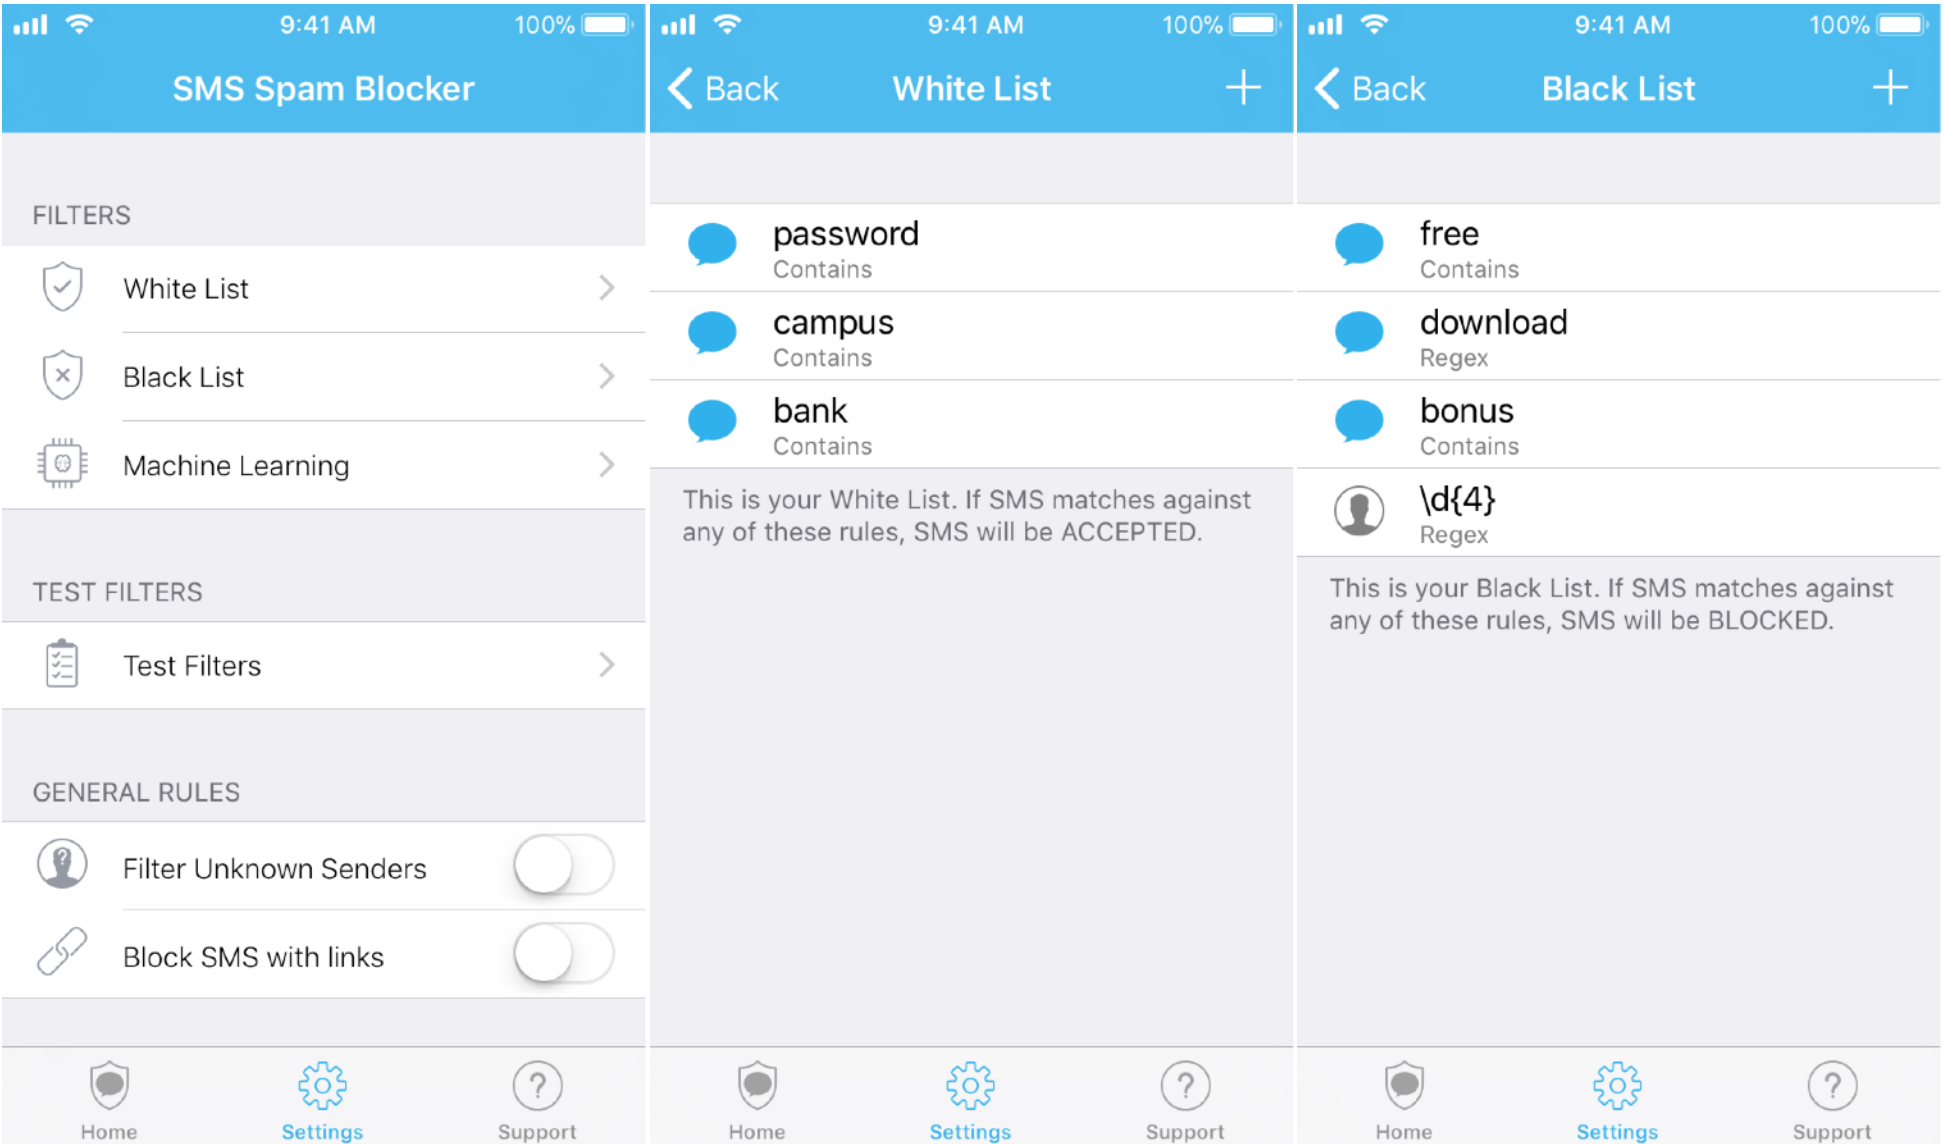 9:41 AM 100%
SMS Spam Blocker
FILTERS
White List
Black List
Machine Learning
TEST FILTERS
Test Filters
GENERAL RULES
Filter Unknown Senders
Block SMS with links
Home Settings Support
9:41 AM 100%
Back White List
password
Contains
campus
Contains
bank
Contains
This is your White List. If SMS matches against
any of these rules, SMS will be ACCEPTED.
Home Settings Support
9:41 AM 100%
Back Black List
free
Contains
download
Regex
bonus
Contains
\d{4}
Regex
This is your Black List. If SMS matches against
any of these rules, SMS will be BLOCKED.
Home Settings Support